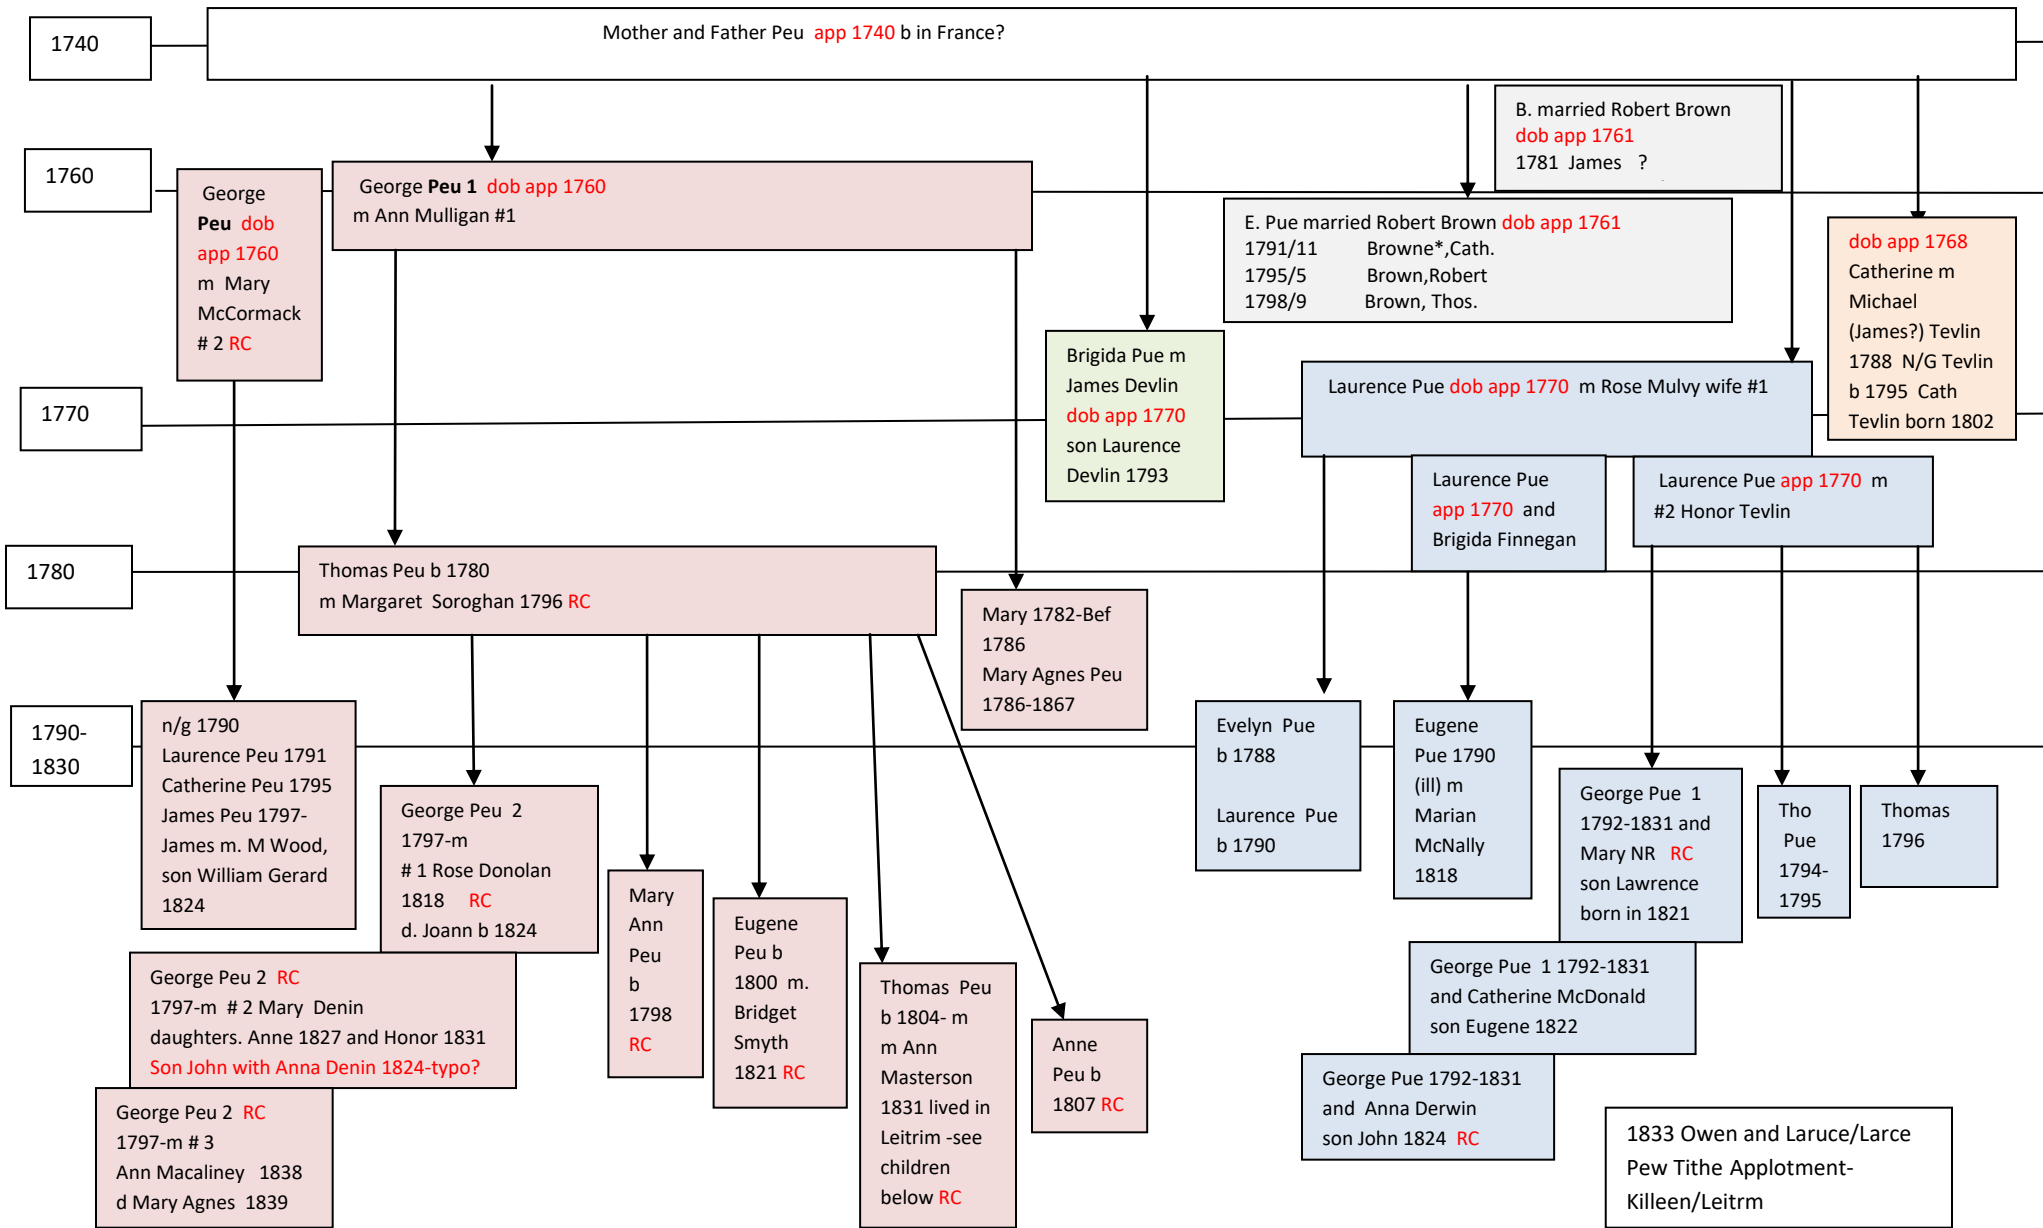 1740
Mother and Father Peu app 1740 b in France?
B. married Robert Brown
dob app 1761
1781 James ?
1760
George
Peu dob
app 1760
m Mary
McCormack
# 2 RC
George Peu 1 dob app 1760
m Ann Mulligan #1
E. Pue married Robert Brown dob app 1761
1791/11 Browne*,Cath.
1795/5 Brown,Robert
1798/9 Brown, Thos.
dob app 1768
Catherine m
Michael
(James?) Tevlin
1788 N/G Tevlin
b 1795 Cath
Tevlin born 1802
1770
Brigida Pue m
James Devlin
dob app 1770
son Laurence
Devlin 1793
Laurence Pue dob app 1770 m Rose Mulvy wife #1
Laurence Pue
app 1770 and
Brigida Finnegan
Laurence Pue app 1770 m
#2 Honor Tevlin
1780
Thomas Peu b 1780
m Margaret Soroghan 1796 RC
Mary 1782-Bef
1786
Mary Agnes Peu
1786-1867
1790-
1830
n/g 1790
Laurence Peu 1791
Catherine Peu 1795
James Peu 1797-
James m. M Wood,
son William Gerard
1824
George Peu 2
1797-m
# 1 Rose Donolan
1818 RC
d. Joann b 1824
Mary
Ann
Peu
b
1798
RC
Eugene
Peu b
1800 m.
Bridget
Smyth
1821 RC
Thomas Peu
b 1804- m
m Ann
Masterson
1831 lived in
Leitrim -see
children
below RC
Anne
Peu b
1807 RC
Evelyn Pue
b 1788
Laurence Pue
b 1790
Eugene
Pue 1790
(ill) m
Marian
McNally
1818
George Pue 1
1792-1831 and
Mary NR RC
son Lawrence
born in 1821
Tho
Pue
1794-
1795
Thomas
1796
George Peu 2 RC
1797-m # 2 Mary Denin
daughters. Anne 1827 and Honor 1831
Son John with Anna Denin 1824-typo?
George Pue 1 1792-1831
and Catherine McDonald
son Eugene 1822
George Peu 2 RC
1797-m # 3
Ann Macaliney 1838
d Mary Agnes 1839
George Pue 1792-1831
and Anna Derwin
son John 1824 RC
1833 Owen and Laruce/Larce
Pew Tithe Applotment-
Killeen/Leitrm